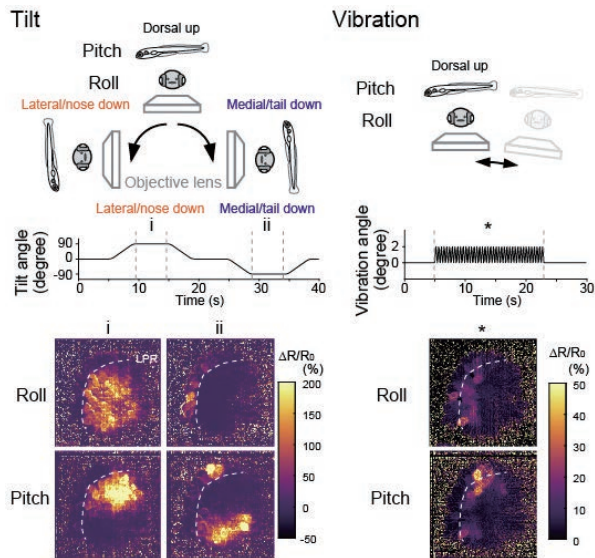 Tilt
Dorsal up
Pitch
Roll
Lateral/nose down
Medial/tail down
Objective lens
Lateral/nose down
Medial/tail down
i
ii
Tilt angle
(degree)
90
0
-90
0
10
20
30
40
Time (s)
i
ii
LPR
Roll
Pitch
ΔR/R₀
(%)
200
150
100
50
0
-50
Vibration
Dorsal up
Pitch
Roll
*
Vibration angle
(degree)
2
0
0
10
20
30
Time (s)
*
Roll
Pitch
ΔR/R₀
(%)
50
40
30
20
10
0